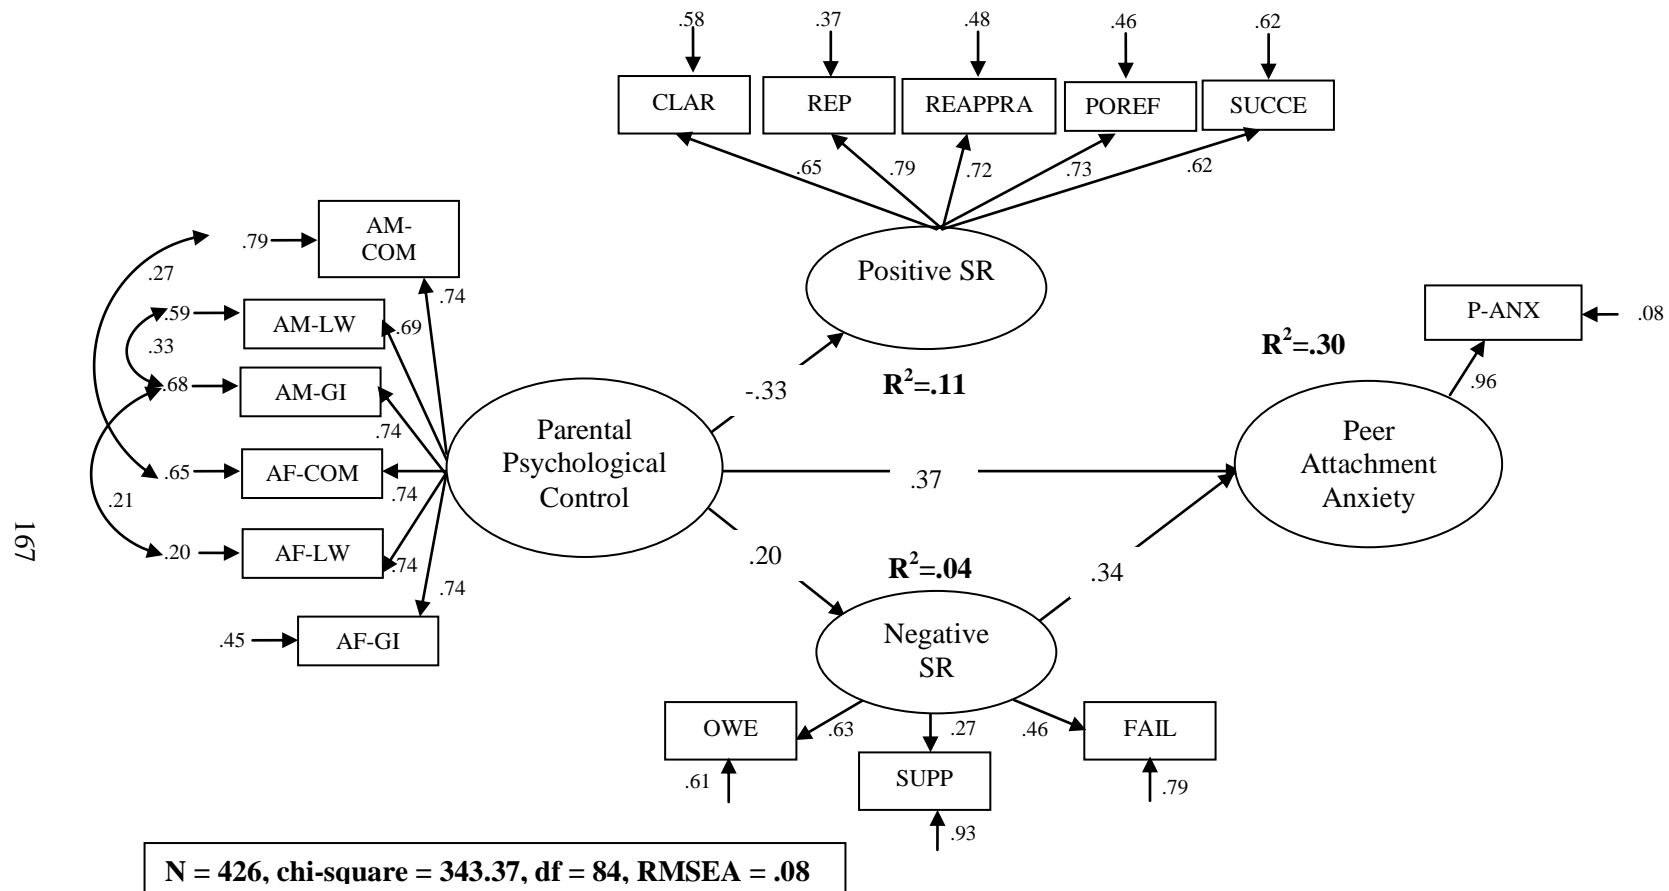 .58
.37
.48
.46
.62
CLAR
REP
REAPPRA
POREF
SUCCE
.65
.79
.72
.73
.62
AM-
COM
.79
.27
.74
Positive SR
AM-LW
.59
.69
.33
P-ANX
.08
R²=.30
AM-GI
.68
.74
-.33
R²=.11
.96
Parental
Psychological
Control
Peer
Attachment
Anxiety
AF-COM
.65
.74
.37
.21
167
AF-LW
.20
.74
.20
R²=.04
.34
.74
AF-GI
.45
Negative
SR
OWE
.63
.27
.46
FAIL
.61
SUPP
.79
.93
N = 426, chi-square = 343.37, df = 84, RMSEA = .08